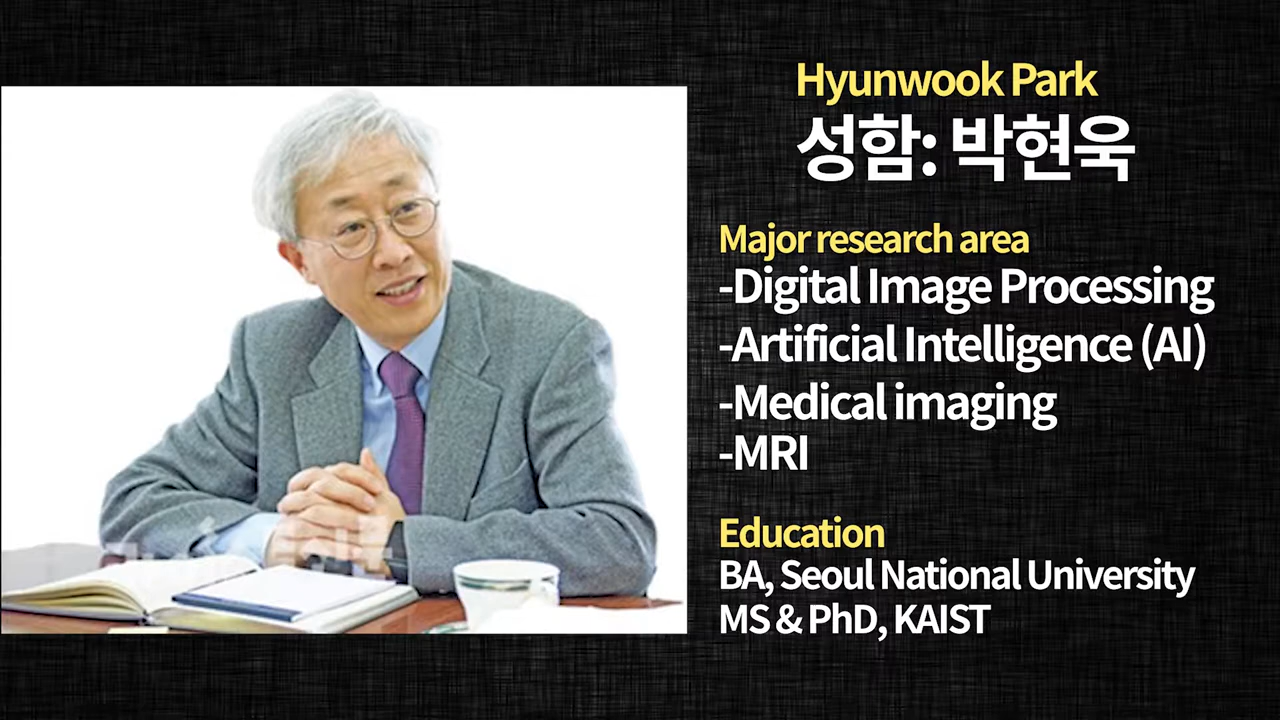 Hyunwook Park
성함: 박현욱
Major research area
-Digital Image Processing
-Artificial Intelligence (AI)
-Medical imaging
-MRI
Education
BA, Seoul National University
MS & PhD, KAIST